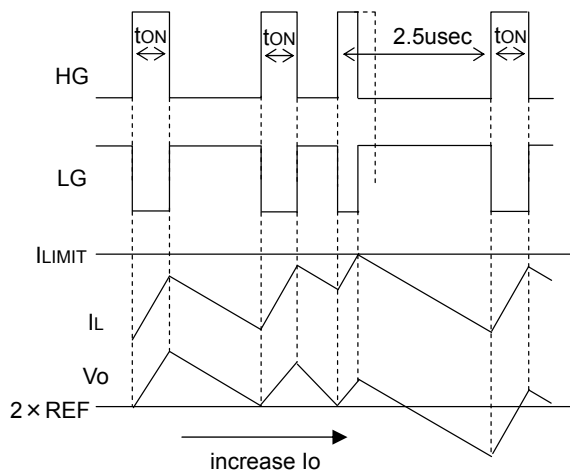 tON
tON
2.5usec
tON
HG
LG
ILIMIT
IL
Vo
2×REF
increase Io